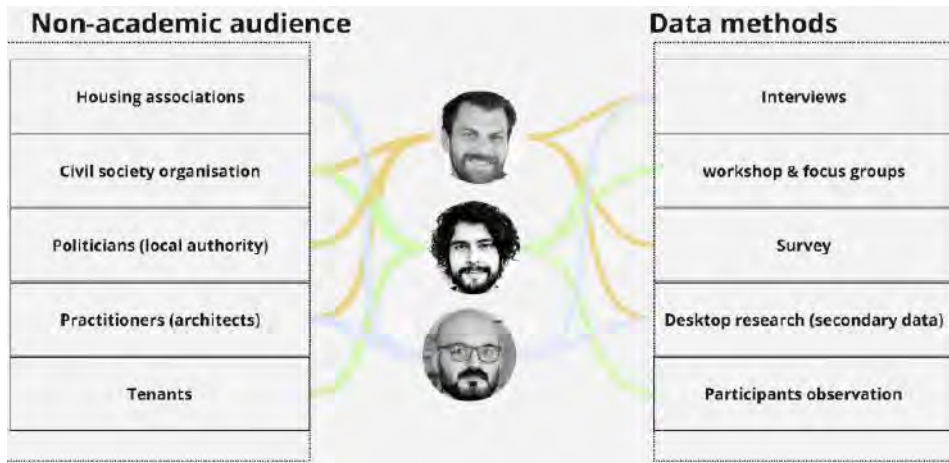 Non-academic audience
Data methods
Housing associations
Civil society organisation
Politicians (local authority)
Practitioners (architects)
Tenants
Interviews
workshop & focus groups
Survey
Desktop research (secondary data)
Participants observation